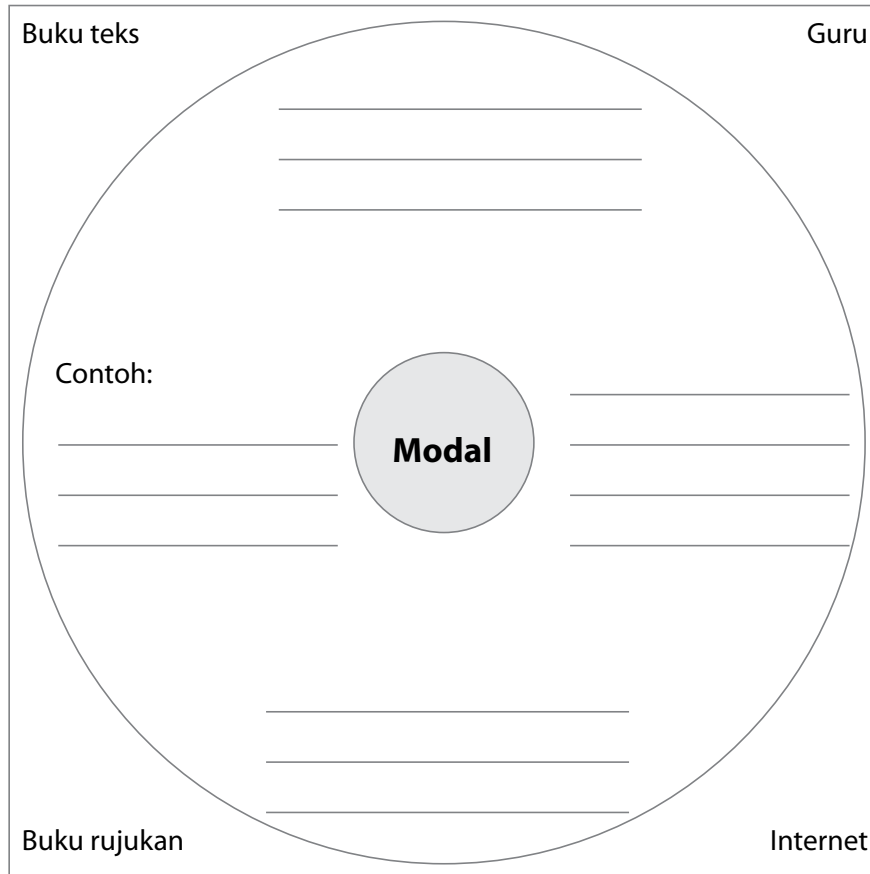 Buku teks
Guru
Contoh:
Modal
Buku rujukan
Internet